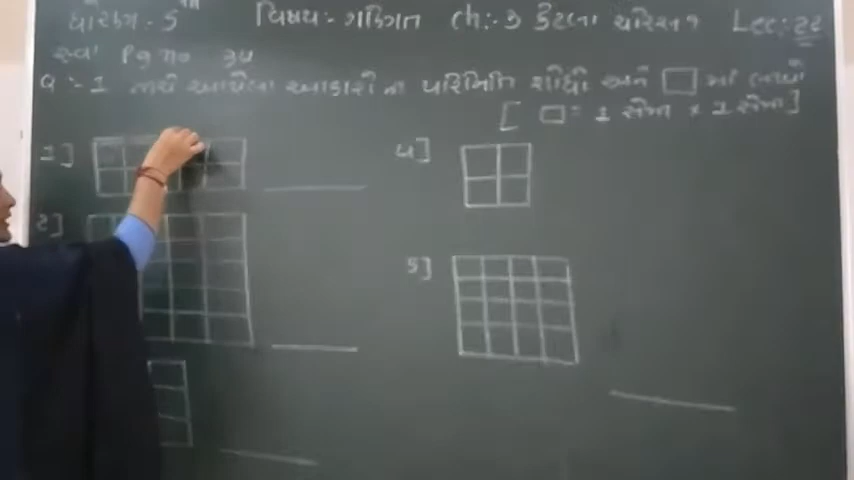 ધોરણ:- 5 વિષય:- ગણિત ch:- 3 કેટલા ચોરસ? Lec:- 22
સ્વા Pg no 34
Q:-1 નીચે આપેલા આકારોની પરિમિતિ શોધો અને □ માં લખો
[ □ = 1 સેમી x 1 સેમી ]
1]
4]
2]
5]